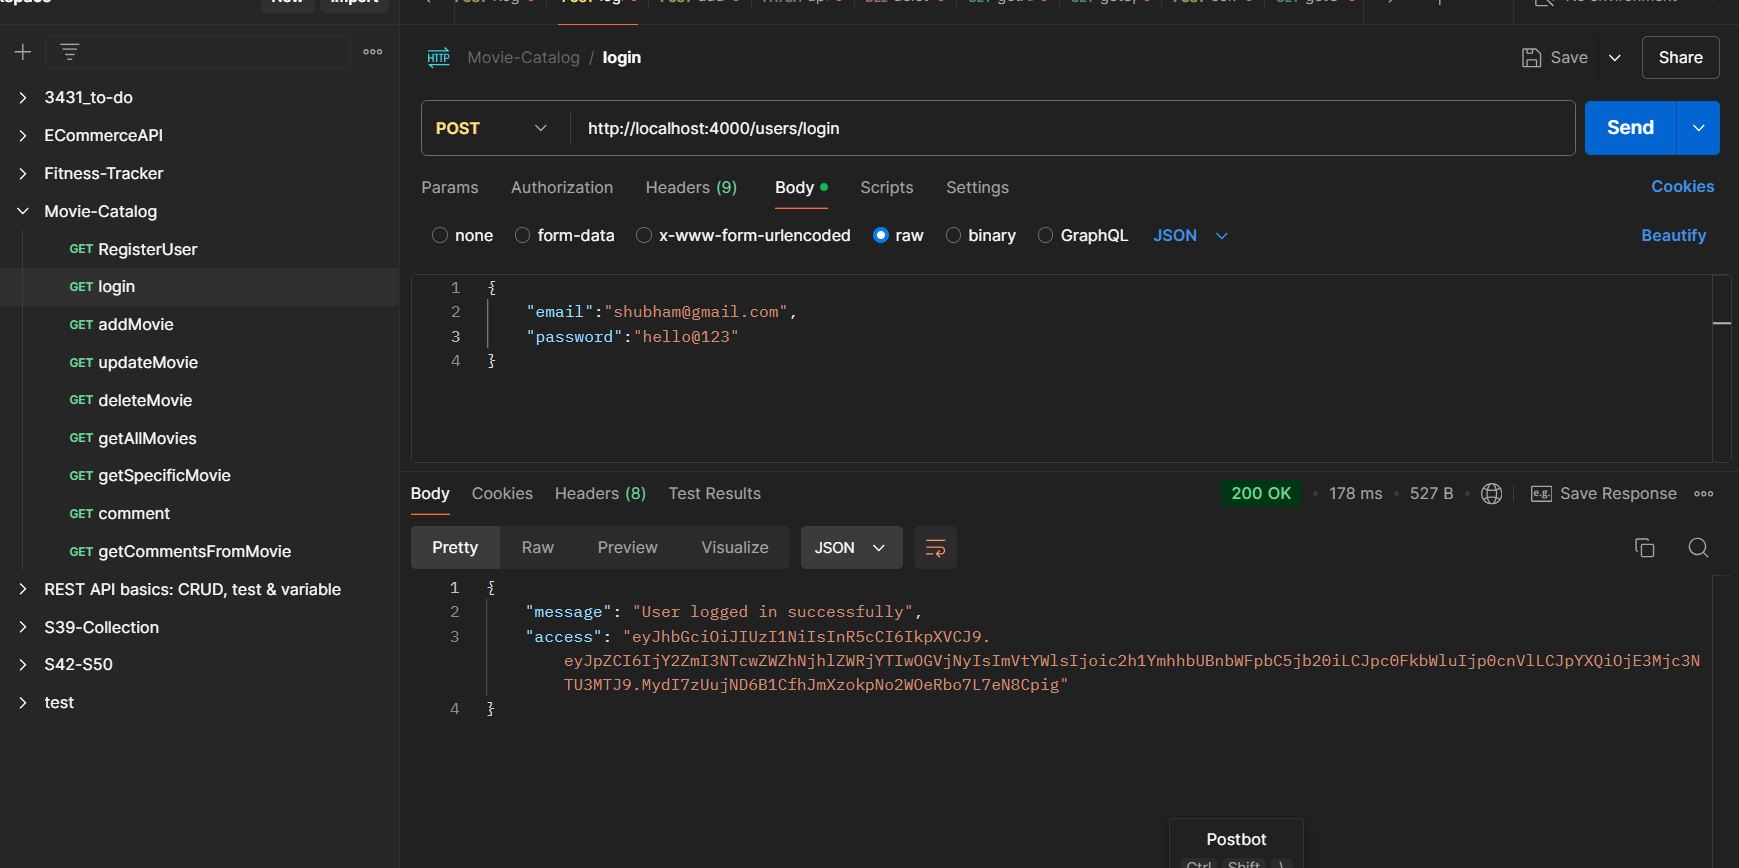 New Import
HTTP Movie-Catalog / login Save Share
3431_to-do
ECommerceAPI
Fitness-Tracker
Movie-Catalog
GET RegisterUser
GET login
GET addMovie
GET updateMovie
GET deleteMovie
GET getAllMovies
GET getSpecificMovie
GET comment
GET getCommentsFromMovie
REST API basics: CRUD, test & variable
S39-Collection
S42-S50
test
POST http://localhost:4000/users/login Send
Params Authorization Headers (9) Body Scripts Settings Cookies
none form-data x-www-form-urlencoded raw binary GraphQL JSON Beautify
1 {
2 "email":"shubham@gmail.com",
3 "password":"hello@123"
4 }
Body Cookies Headers (8) Test Results 200 OK 178 ms 527 B e.g. Save Response
Pretty Raw Preview Visualize JSON
1 {
2 "message": "User logged in successfully",
3 "access": "eyJhbGciOiJIUzI1NiIsInR5cCI6IkpXVCJ9.
eyJpZCI6IjY2ZmI3NTcwZWZhNjhlZWRjYTIwOGVjNyIsImVtYWlsIjoic2h1YmhhbUBnbWFpbC5jb20iLCJpc0FkbWluIjp0cnVlLCJpYXQiOjE3Mjc3N
TU3MTJ9.MydI7zUujND6B1CfhJmXzokpNo2WOeRbo7L7eN8Cpig"
4 }
Postbot
Ctrl Shift \